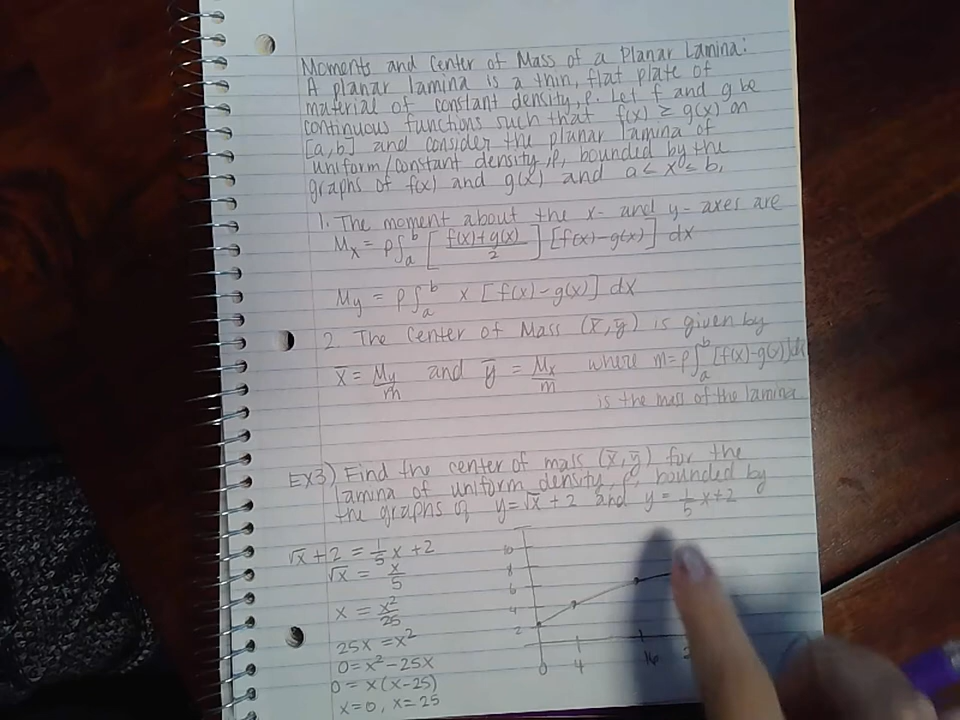 Moments and Center of Mass of a Planar Lamina:
A planar lamina is a thin, flat plate of
material of constant density, ρ. Let f and g be
continuous functions such that f(x) ≥ g(x) on
[a,b] and consider the planar lamina of
uniform/constant density, ρ, bounded by the
graphs of f(x) and g(x) and a ≤ x ≤ b,
1. The moment about the x- and y-axes are
Mx = ρ∫ₐᵇ [(f(x)+g(x))/2] [f(x)-g(x)] dx
My = ρ∫ₐᵇ x [f(x)-g(x)] dx
2. The Center of Mass (x̄,ȳ) is given by
x̄ = My/m and ȳ = Mx/m where m=ρ∫ₐᵇ[f(x)-g(x)]dx
is the mass of the lamina
Ex3) Find the center of mass (x̄,ȳ) for the
lamina of uniform density, ρ, bounded by
the graphs of y=√x+2 and y=1/5x+2
√x+2 = 1/5x+2
√x = x/5
x = x²/25
25x = x²
0=x²-25x
0=x(x-25)
x=0, x=25
10
8
6
4
2
0 4 16 2